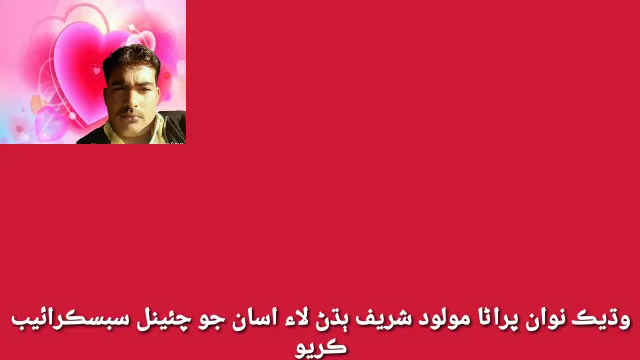 وڌيڪ نوان پراڻا مولود شريف ٻڌڻ لاء اسان جو چئينل سبسڪرائيب
ڪريو